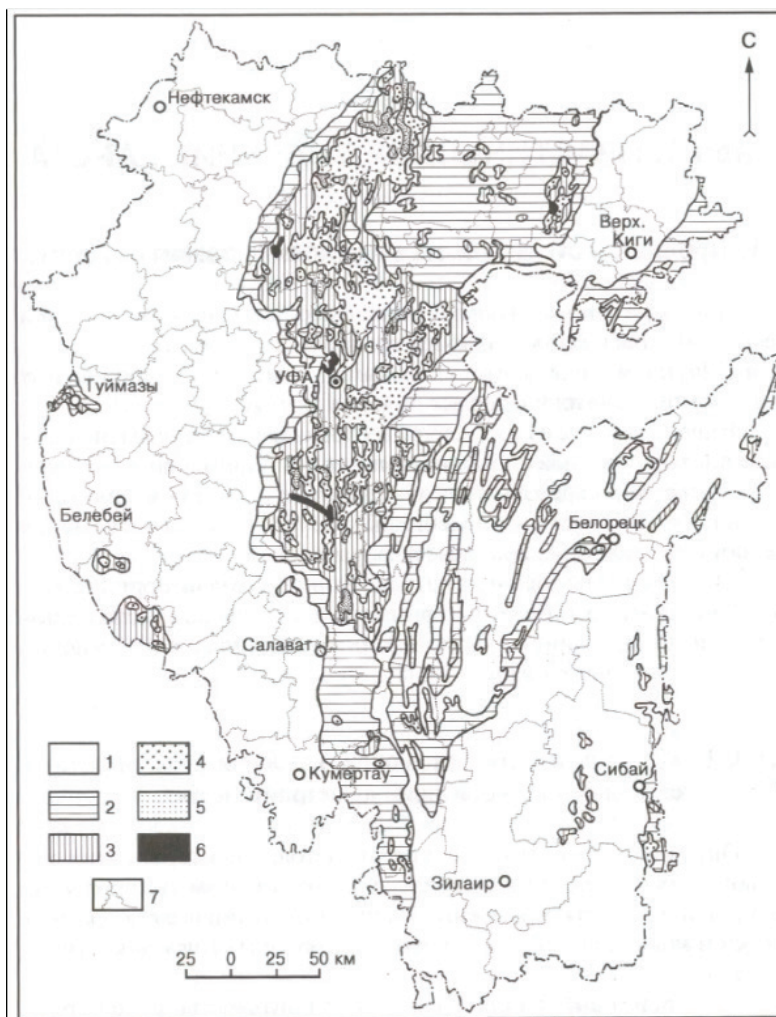 С
Нефтекамск
Верх.
Киги
УФА
Туймазы
Белебей
Белорецк
Салават
Кумертау
Сибай
Зилаир
1
4
2
5
3
6
7
25 0 25 50 км